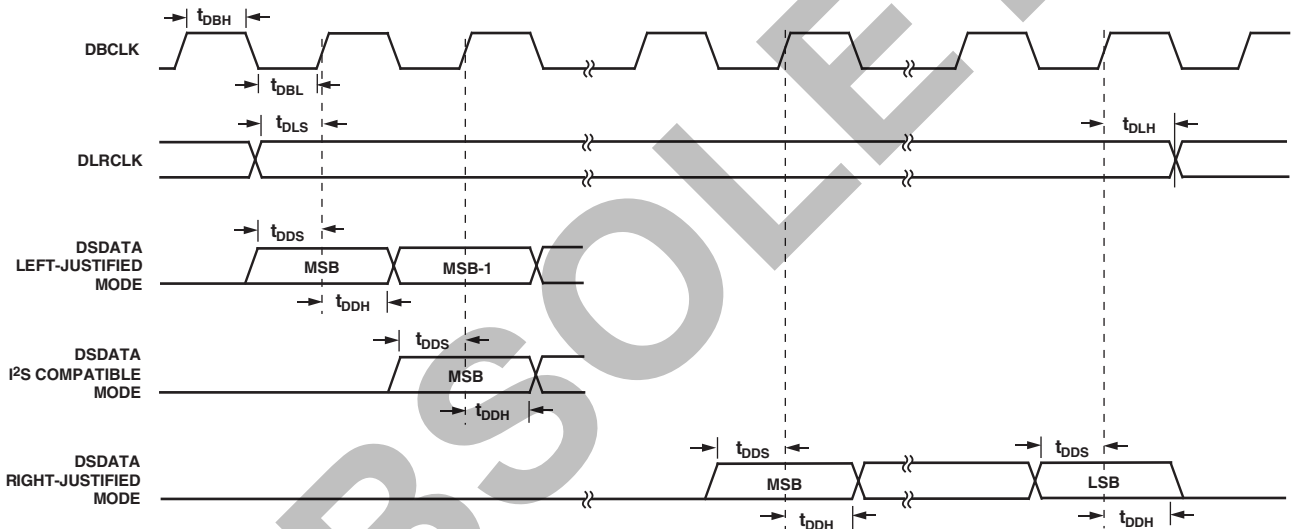 tDBH
DBCLK
tDBL
tDLS
tDLH
DLRCLK
tDDS
DSDATA
LEFT-JUSTIFIED
MODE
MSB
MSB-1
tDDH
tDDS
DSDATA
I²S COMPATIBLE
MODE
MSB
tDDH
tDDS
tDDS
DSDATA
RIGHT-JUSTIFIED
MODE
MSB
LSB
tDDH
tDDH
BSOLE